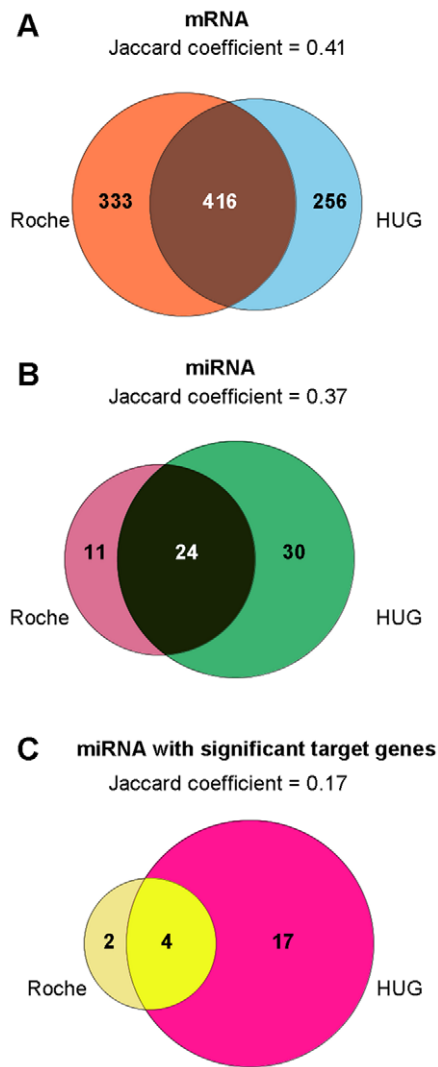 A
mRNA
Jaccard coefficient = 0.41
333
416
256
Roche
HUG
B
miRNA
Jaccard coefficient = 0.37
11
24
30
Roche
HUG
C
miRNA with significant target genes
Jaccard coefficient = 0.17
2
4
17
Roche
HUG